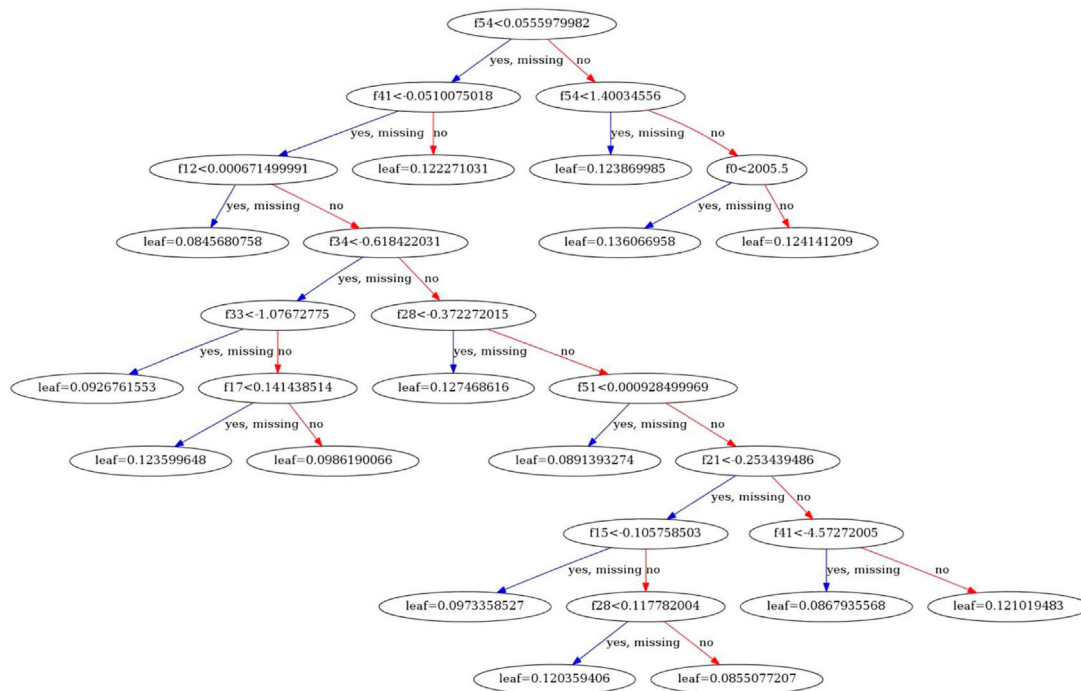 f54<0.0555979982
yes, missing
no
f41<-0.0510075018
f54<1.40034556
yes, missing
no
yes, missing
no
f12<0.000671499991
leaf=0.122271031
leaf=0.123869985
f0<2005.5
yes, missing
no
yes, missing
no
leaf=0.0845680758
f34<-0.618422031
leaf=0.136066958
leaf=0.124141209
yes, missing
no
f33<-1.07672775
f28<-0.372272015
yes, missing
no
yes, missing
no
leaf=0.0926761553
f17<0.141438514
leaf=0.127468616
f51<0.000928499969
yes, missing
no
yes, missing
no
leaf=0.123599648
leaf=0.0986190066
leaf=0.0891393274
f21<-0.253439486
yes, missing
no
f15<-0.105758503
f41<-4.57272005
yes, missing
no
yes, missing
no
leaf=0.0973358527
f28<0.117782004
leaf=0.0867935568
leaf=0.121019483
yes, missing
no
leaf=0.120359406
leaf=0.0855077207